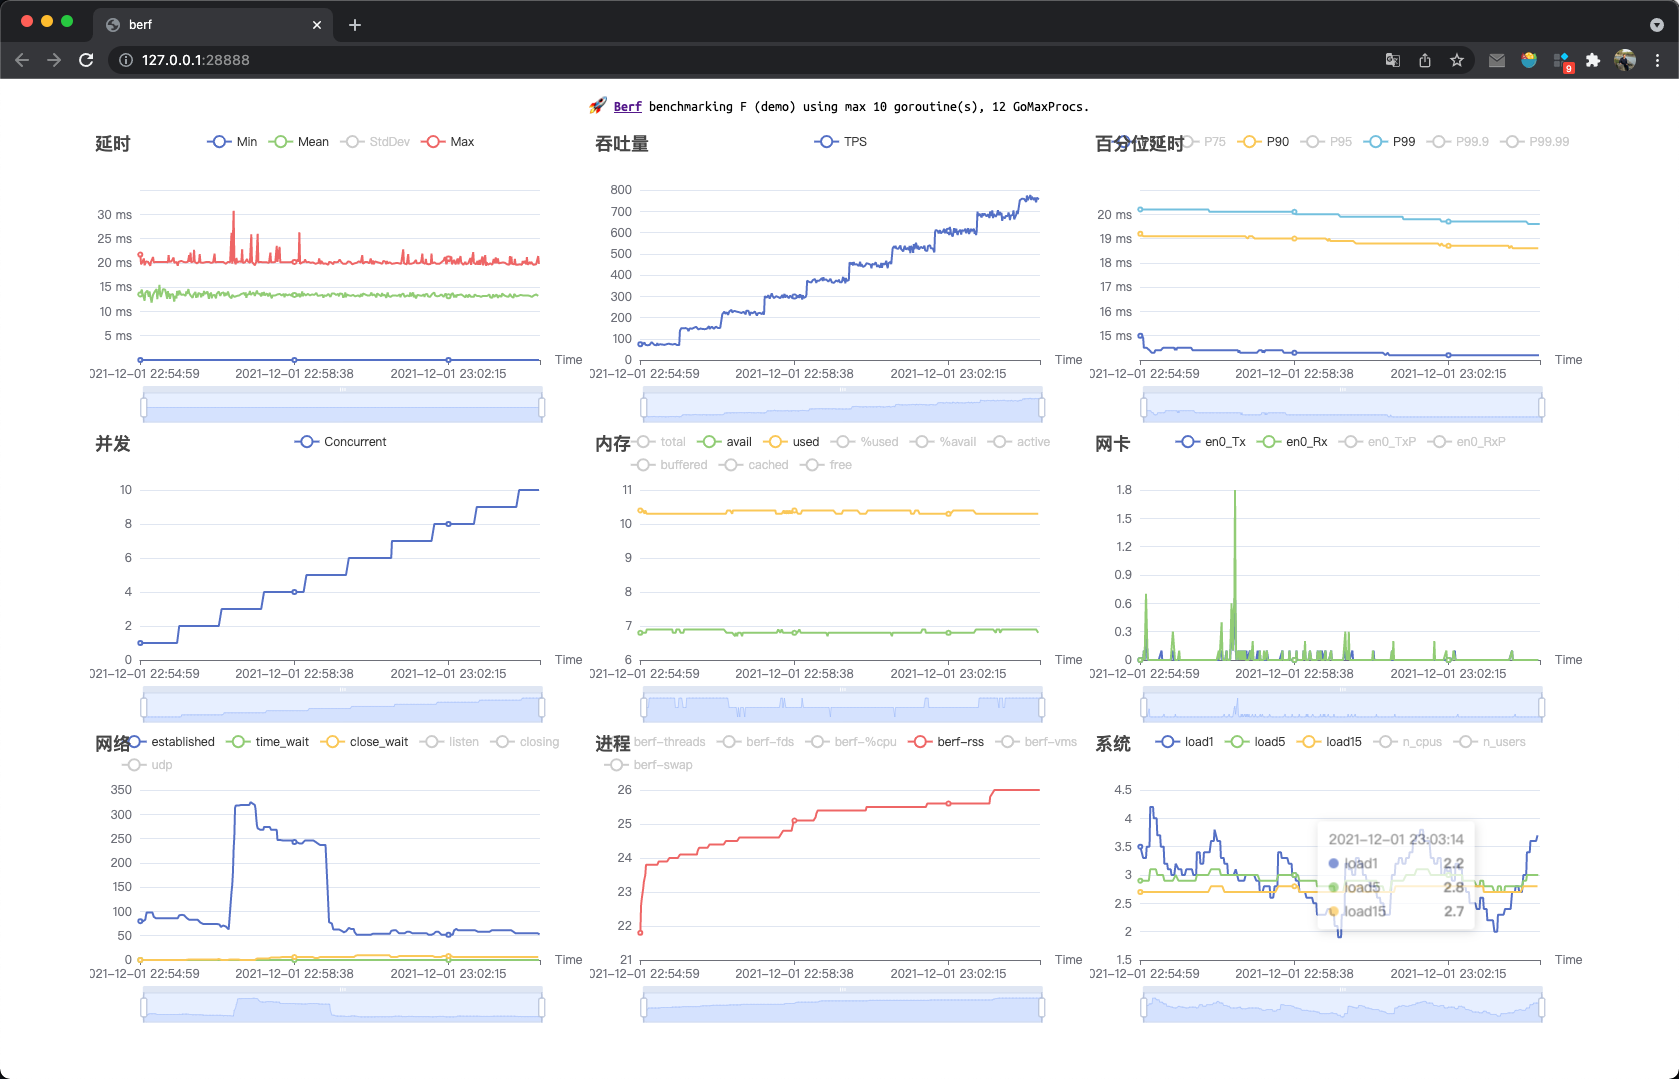 berf
127.0.0.1:28888
9
🚀 Berf benchmarking F (demo) using max 10 goroutine(s), 12 GoMaxProcs.
延时
Min Mean StdDev Max
30 ms
25 ms
20 ms
15 ms
10 ms
5 ms
Time
021-12-01 22:54:59 2021-12-01 22:58:38 2021-12-01 23:02:15
吞吐量
TPS
800
700
600
500
400
300
200
100
0
Time
021-12-01 22:54:59 2021-12-01 22:58:38 2021-12-01 23:02:15
百分位延时
P75 P90 P95 P99 P99.9 P99.99
20 ms
19 ms
18 ms
17 ms
16 ms
15 ms
Time
021-12-01 22:54:59 2021-12-01 22:58:38 2021-12-01 23:02:15
并发
Concurrent
10
8
6
4
2
0
Time
021-12-01 22:54:59 2021-12-01 22:58:38 2021-12-01 23:02:15
内存
total avail used %used %avail active
buffered cached free
11
10
9
8
7
6
Time
021-12-01 22:54:59 2021-12-01 22:58:38 2021-12-01 23:02:15
网卡
en0_Tx en0_Rx en0_TxP en0_RxP
1.8
1.5
1.2
0.9
0.6
0.3
0
Time
021-12-01 22:54:59 2021-12-01 22:58:38 2021-12-01 23:02:15
网络
established time_wait close_wait listen closing
udp
350
300
250
200
150
100
50
0
Time
021-12-01 22:54:59 2021-12-01 22:58:38 2021-12-01 23:02:15
进程
berf-threads berf-fds berf-%cpu berf-rss berf-vms
berf-swap
26
25
24
23
22
21
Time
021-12-01 22:54:59 2021-12-01 22:58:38 2021-12-01 23:02:15
系统
load1 load5 load15 n_cpus n_users
4.5
4
3.5
3
2.5
2
1.5
2021-12-01 23:03:14
load1 2.2
load5 2.8
load15 2.7
Time
021-12-01 22:54:59 2021-12-01 22:58:38 2021-12-01 23:02:15